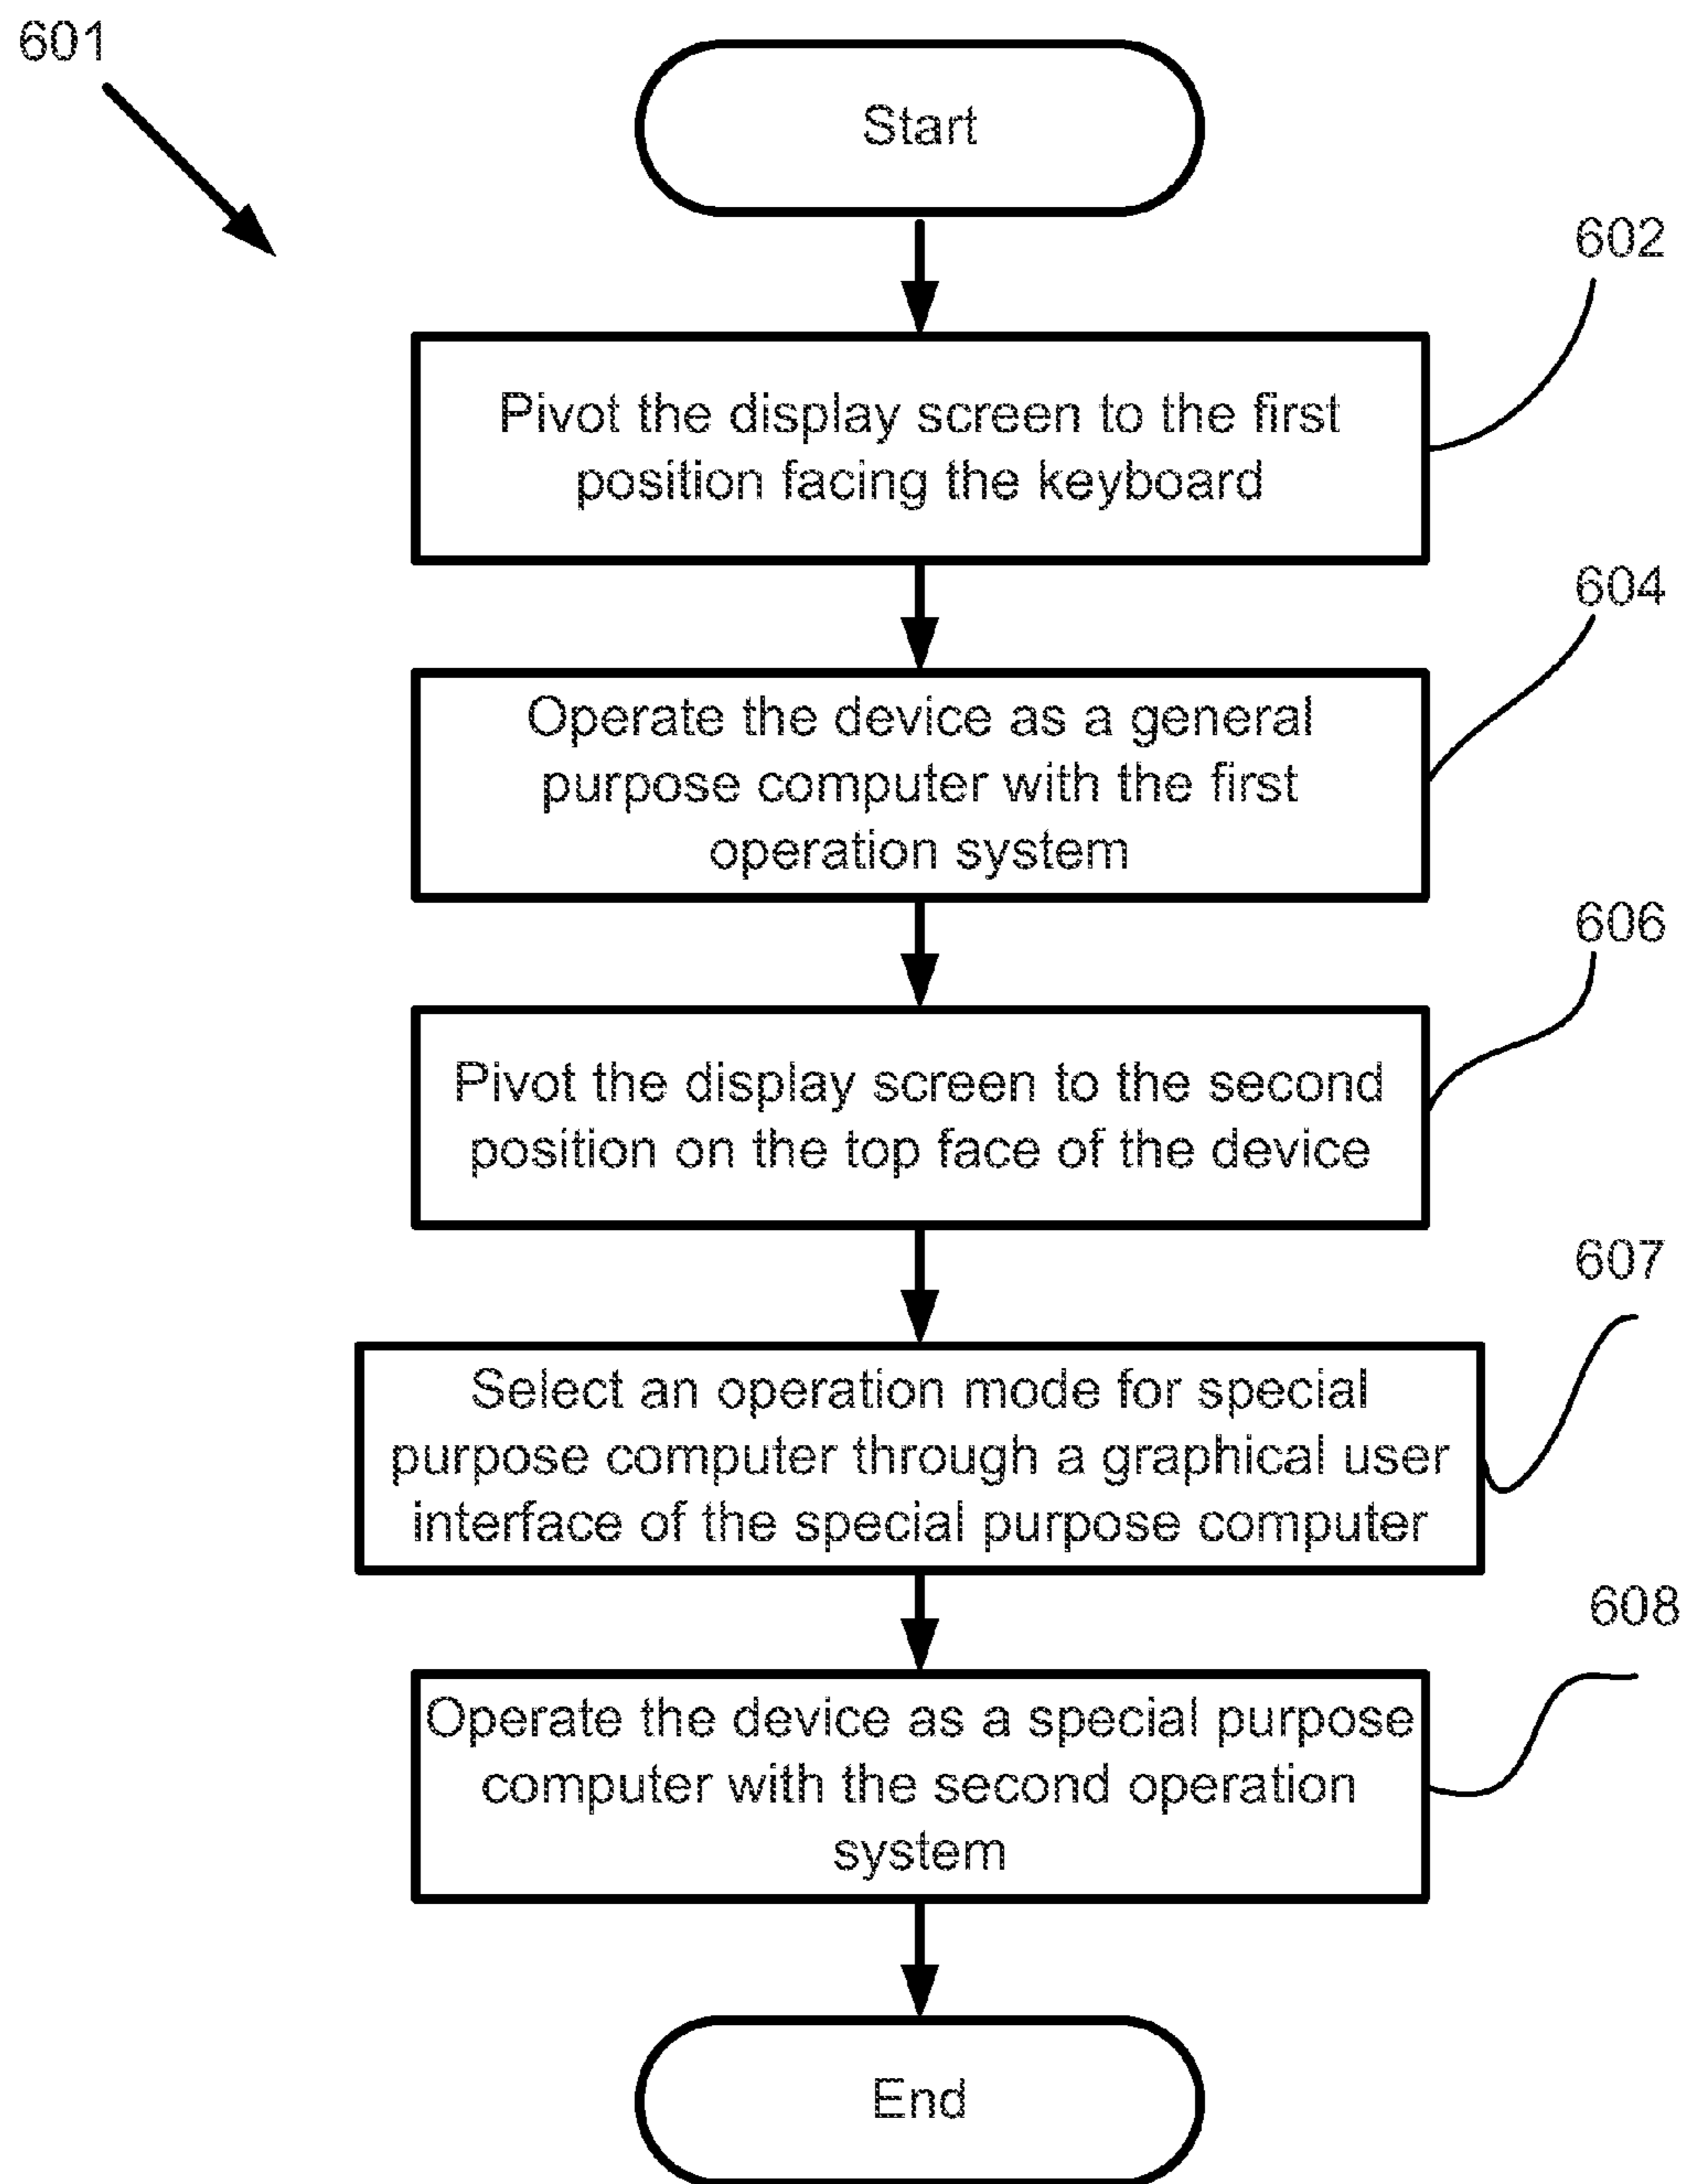 601
Start
602
Pivot the display screen to the first
position facing the keyboard
604
Operate the device as a general
purpose computer with the first
operation system
606
Pivot the display screen to the second
position on the top face of the device
607
Select an operation mode for special
purpose computer through a graphical user
interface of the special purpose computer
608
Operate the device as a special purpose
computer with the second operation
system
End